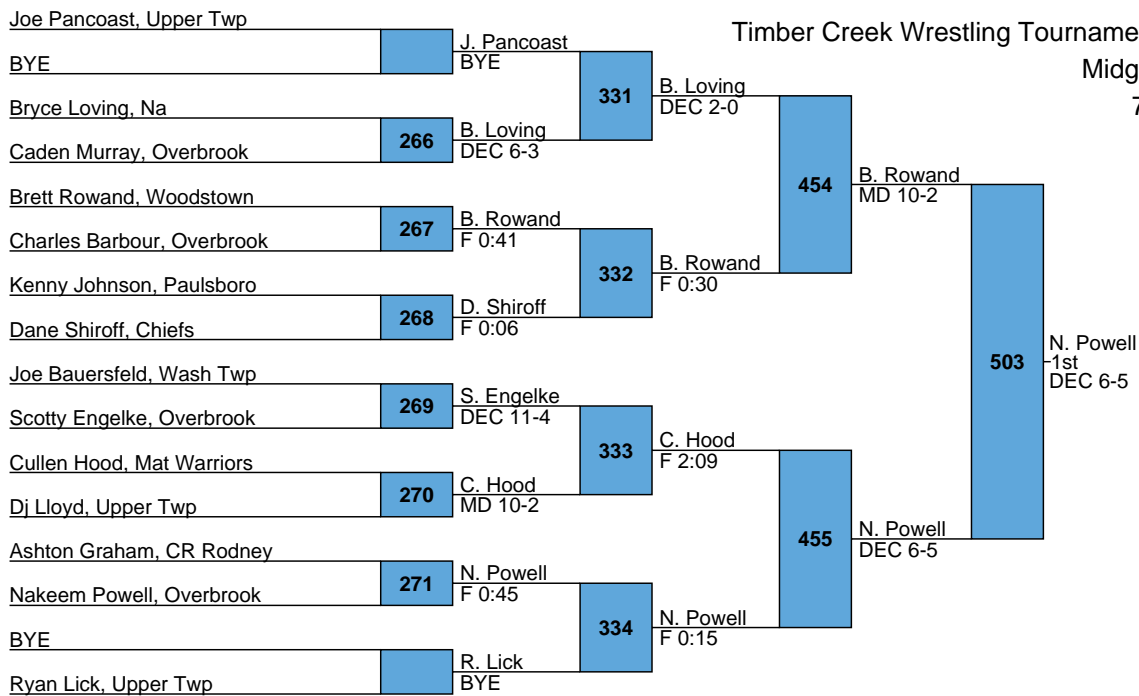 Joe Pancoast, Upper Twp
BYE
Bryce Loving, Na
Caden Murray, Overbrook
Brett Rowand, Woodstown
Charles Barbour, Overbrook
Kenny Johnson, Paulsboro
Dane Shiroff, Chiefs
Joe Bauersfeld, Wash Twp
Scotty Engelke, Overbrook
Cullen Hood, Mat Warriors
Dj Lloyd, Upper Twp
Ashton Graham, CR Rodney
Nakeem Powell, Overbrook
BYE
Ryan Lick, Upper Twp
266
267
268
269
270
271
J. Pancoast
BYE
B. Loving
DEC 6-3
B. Rowand
F 0:41
D. Shiroff
F 0:06
S. Engelke
DEC 11-4
C. Hood
MD 10-2
N. Powell
F 0:45
R. Lick
BYE
331
332
333
334
B. Loving
DEC 2-0
B. Rowand
F 0:30
C. Hood
F 2:09
N. Powell
F 0:15
454
455
B. Rowand
MD 10-2
N. Powell
DEC 6-5
503
N. Powell
1st
DEC 6-5
Timber Creek Wrestling Tourname
Midg
7